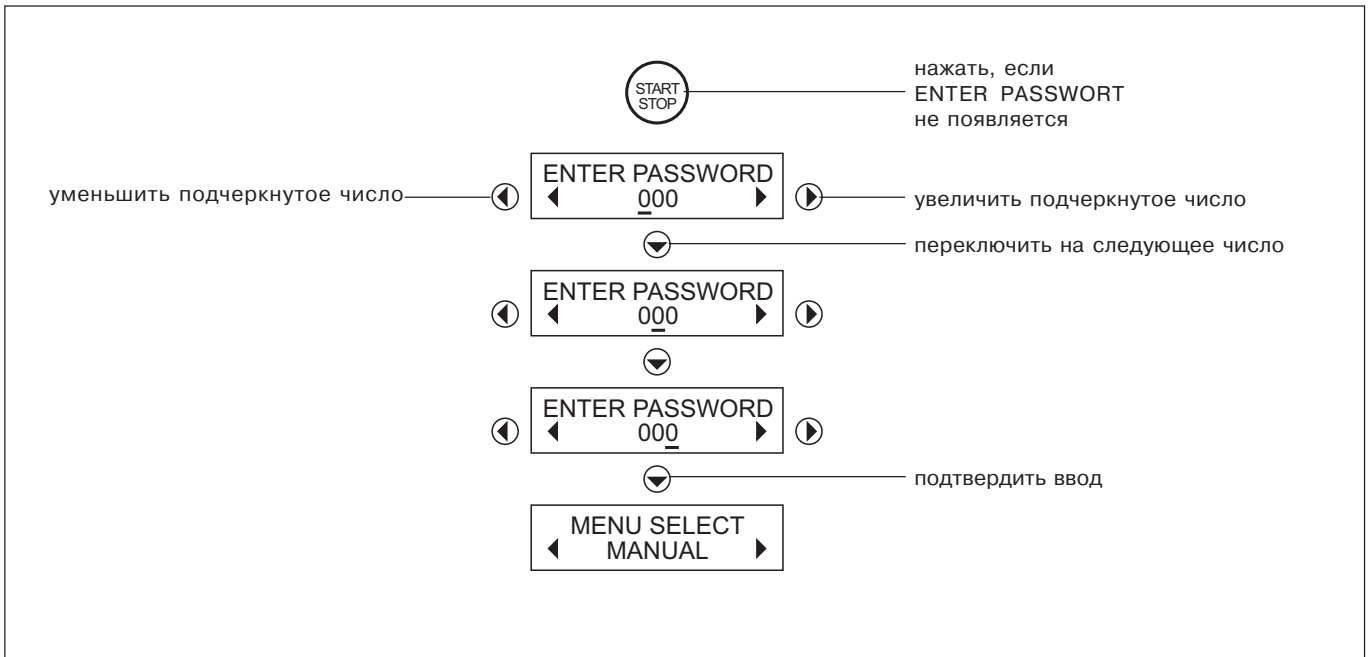 START
STOP
нажать, если
ENTER PASSWORT
не появляется
ENTER PASSWORD
000
уменьшить подчеркнутое число
увеличить подчеркнутое число
переключить на следующее число
ENTER PASSWORD
000
ENTER PASSWORD
000
подтвердить ввод
MENU SELECT
MANUAL